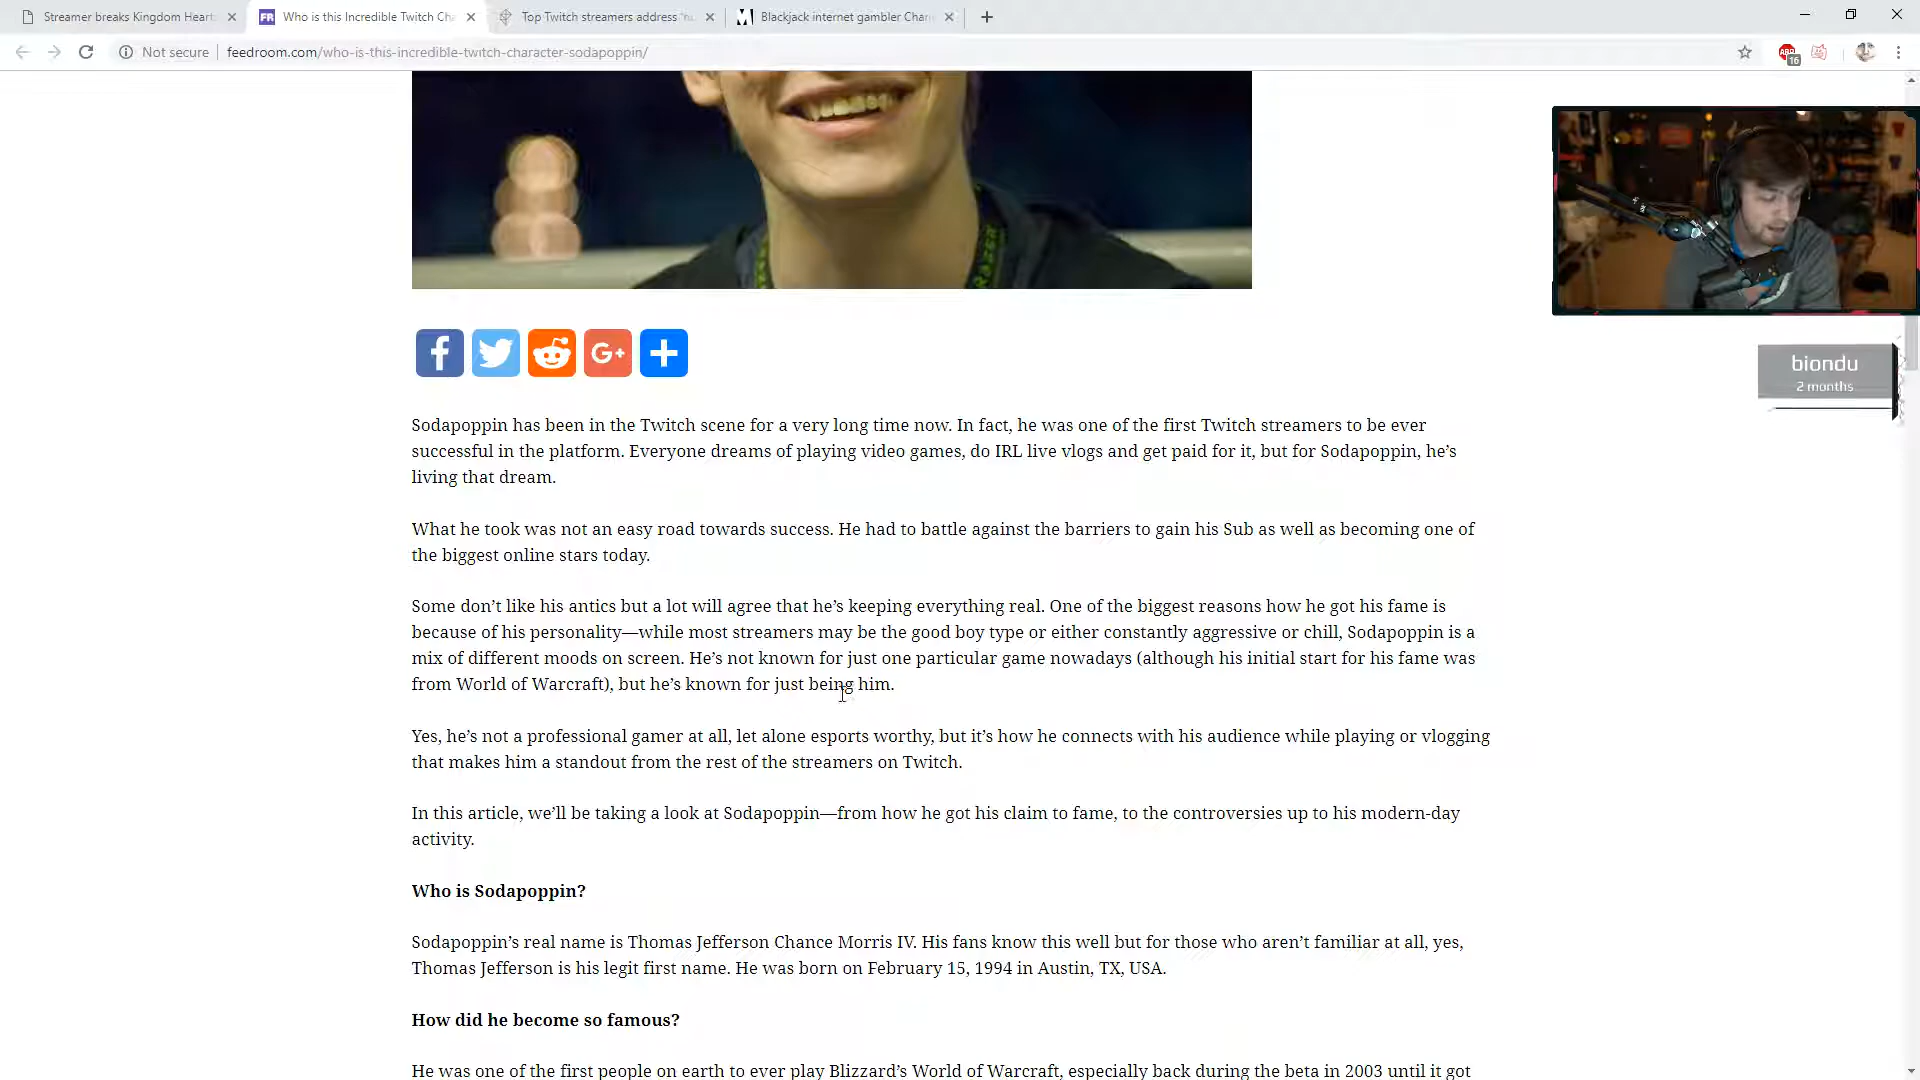 Streamer breaks Kingdom Heart
Who is this Incredible Twitch Cha
Top Twitch streamers address "
Blackjack internet gambler Chan
Not secure
feedroom.com/who-is-this-incredible-twitch-character-sodapoppin/
ABP
16
biondu
2 months
Sodapoppin has been in the Twitch scene for a very long time now. In fact, he was one of the first Twitch streamers to be ever
successful in the platform. Everyone dreams of playing video games, do IRL live vlogs and get paid for it, but for Sodapoppin, he’s
living that dream.
What he took was not an easy road towards success. He had to battle against the barriers to gain his Sub as well as becoming one of
the biggest online stars today.
Some don’t like his antics but a lot will agree that he’s keeping everything real. One of the biggest reasons how he got his fame is
because of his personality—while most streamers may be the good boy type or either constantly aggressive or chill, Sodapoppin is a
mix of different moods on screen. He’s not known for just one particular game nowadays (although his initial start for his fame was
from World of Warcraft), but he’s known for just being him.
Yes, he’s not a professional gamer at all, let alone esports worthy, but it’s how he connects with his audience while playing or vlogging
that makes him a standout from the rest of the streamers on Twitch.
In this article, we’ll be taking a look at Sodapoppin—from how he got his claim to fame, to the controversies up to his modern-day
activity.
Who is Sodapoppin?
Sodapoppin’s real name is Thomas Jefferson Chance Morris IV. His fans know this well but for those who aren’t familiar at all, yes,
Thomas Jefferson is his legit first name. He was born on February 15, 1994 in Austin, TX, USA.
How did he become so famous?
He was one of the first people on earth to ever play Blizzard’s World of Warcraft, especially back during the beta in 2003 until it got